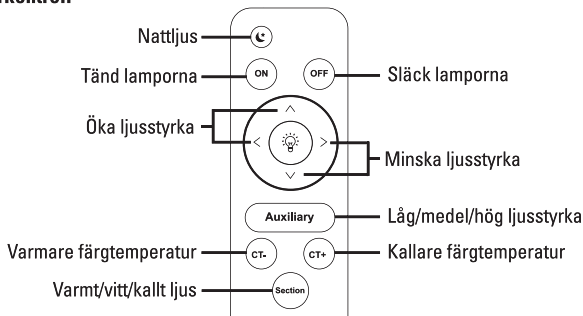 Nattljus
Tänd lamporna
ON
OFF
Släck lamporna
Öka ljusstyrka
Minska ljusstyrka
Auxiliary
Låg/medel/hög ljusstyrka
Varmare färgtemperatur
CT-
CT+
Kallare färgtemperatur
Varmt/vitt/kallt ljus
Section